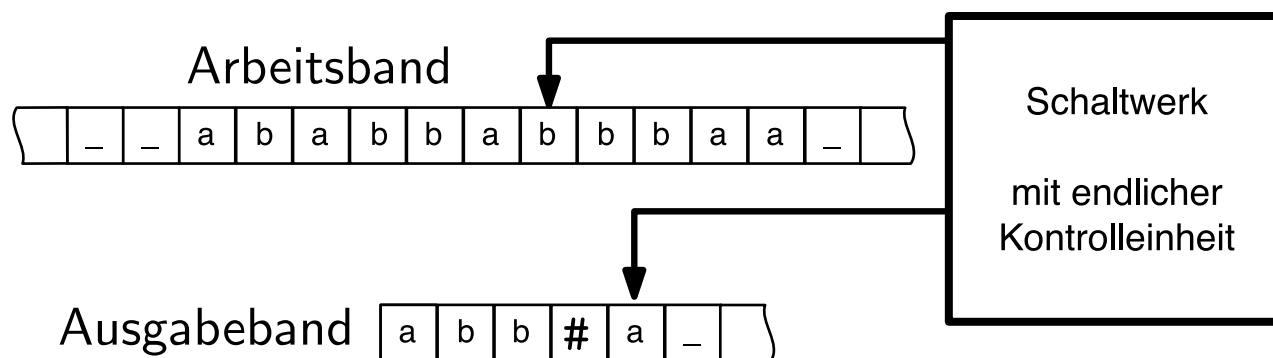 Arbeitsband
_ _ a b a b b a b b b a a _
Schaltwerk
mit endlicher
Kontrolleinheit
Ausgabeband a b b # a _